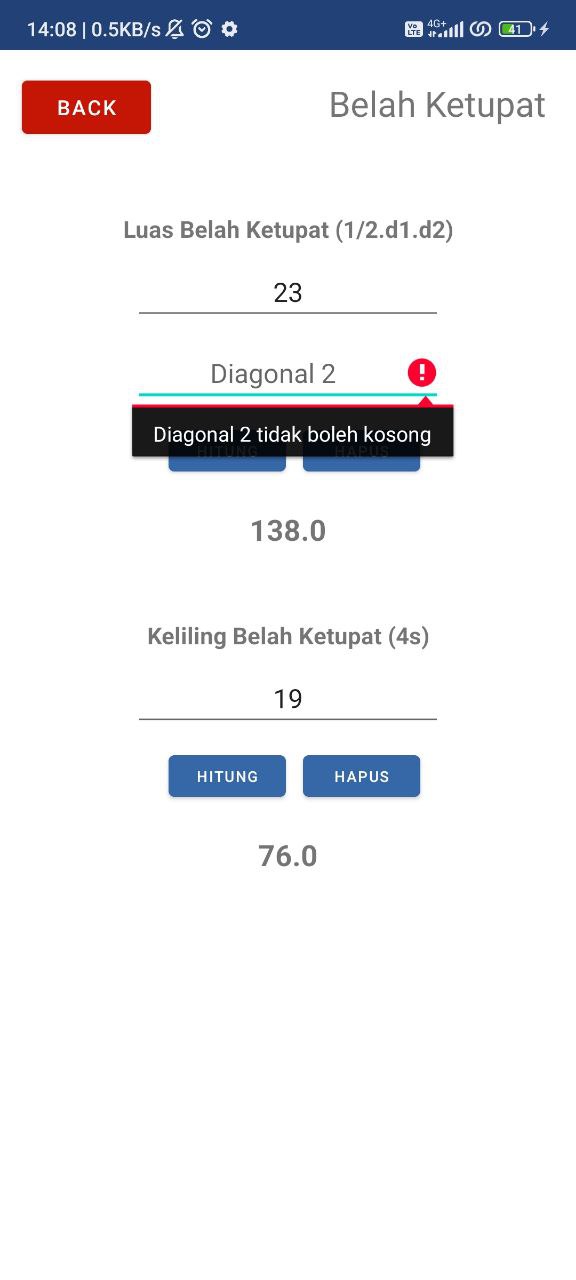 14:08 | 0.5KB/s Vo LTE 4G+ 41
BACK
Belah Ketupat
Luas Belah Ketupat (1/2.d1.d2)
23
Diagonal 2
Diagonal 2 tidak boleh kosong
HITUNG HAPUS
138.0
Keliling Belah Ketupat (4s)
19
HITUNG HAPUS
76.0